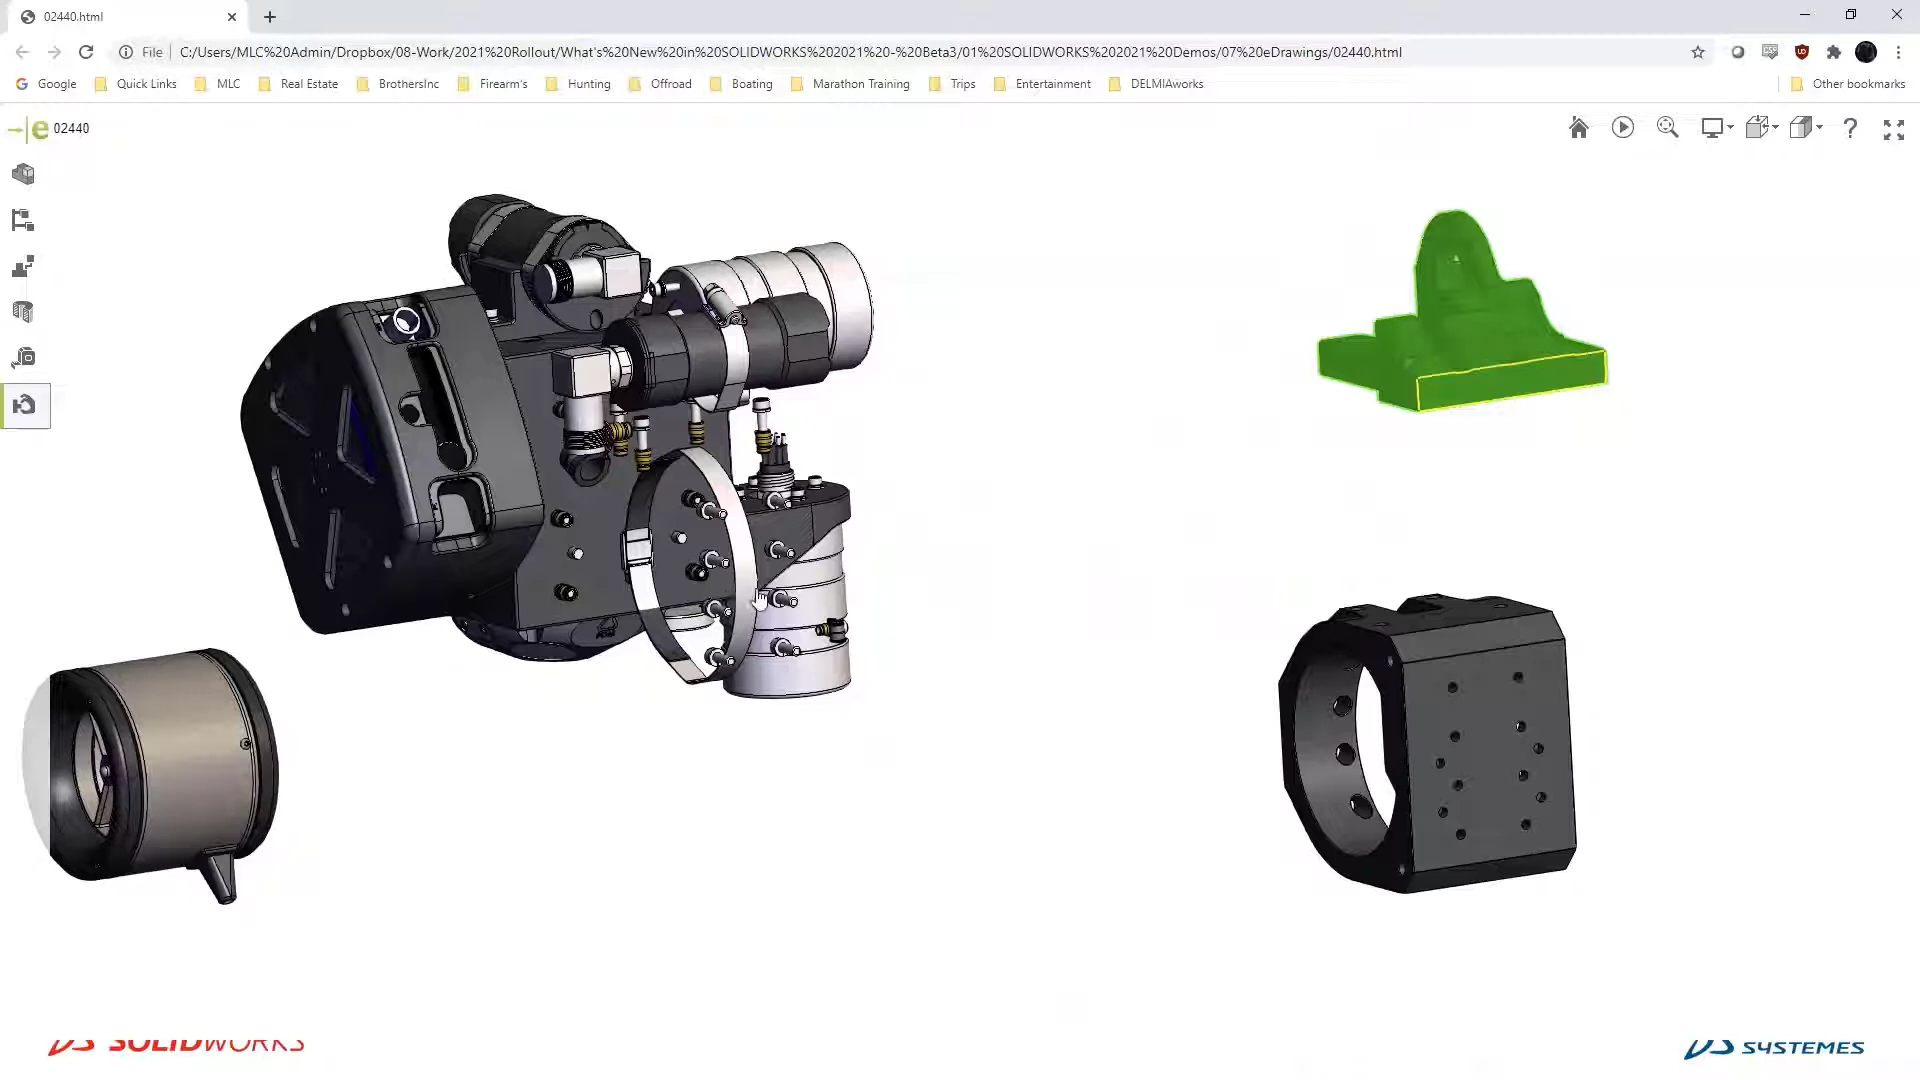 02440.html
File
C:/Users/MLC%20Admin/Dropbox/08-Work/2021%20Rollout/What's%20New%20in%20SOLIDWORKS%202021%20-%20Beta3/01%20SOLIDWORKS%202021%20Demos/07%20eDrawings/02440.html
Google Quick Links MLC Real Estate BrothersInc Firearm's Hunting Offroad Boating Marathon Training Trips Entertainment DELMIAworks Other bookmarks
e 02440
?
SOLIDWORKS
SYSTEMES